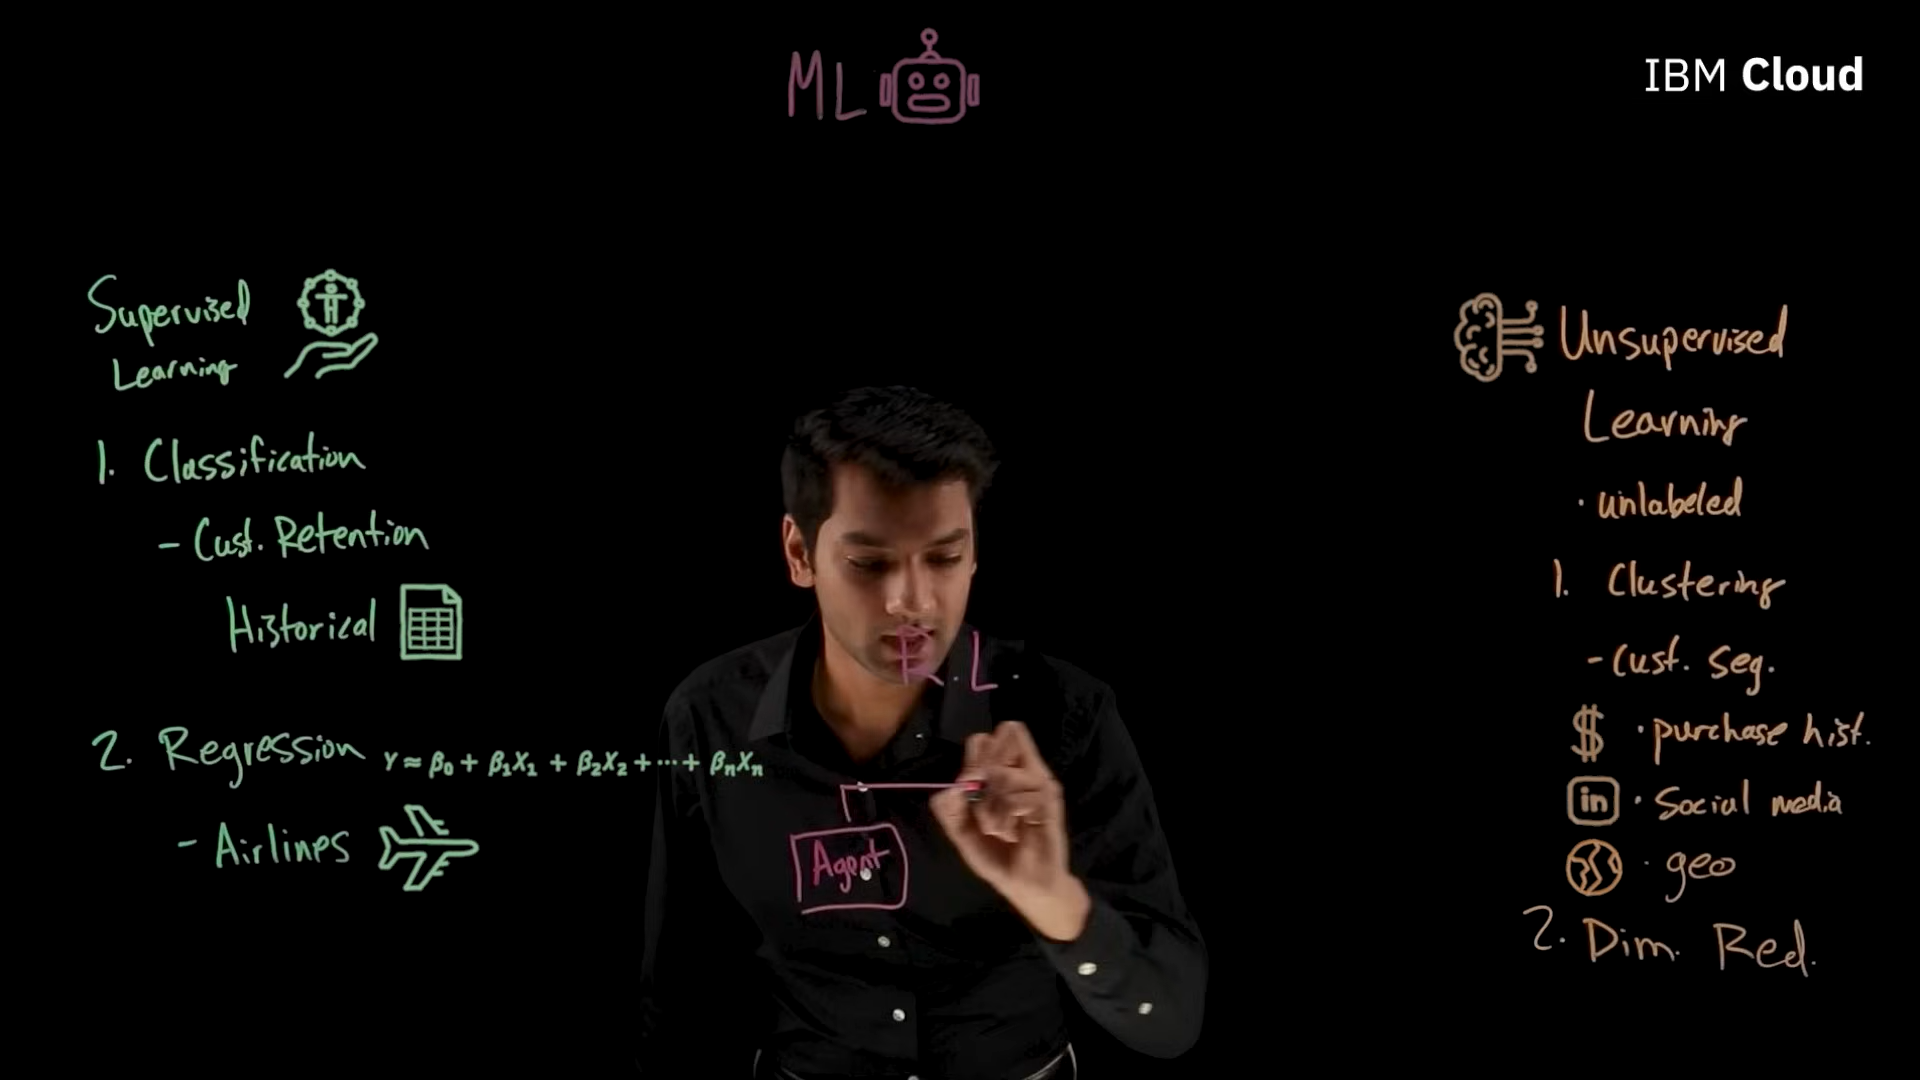 ML
IBM Cloud
Supervised
Learning
1. Classification
- Cust. Retention
Historical
2. Regression Y ≈ β₀ + β₁X₁ + β₂X₂ + ··· + βₙXₙ
- Airlines
R.L.
Agent
Unsupervised
Learning
· unlabeled
1. Clustering
- Cust. Seg.
$ · purchase hist.
in · Social media
· geo
2. Dim. Red.